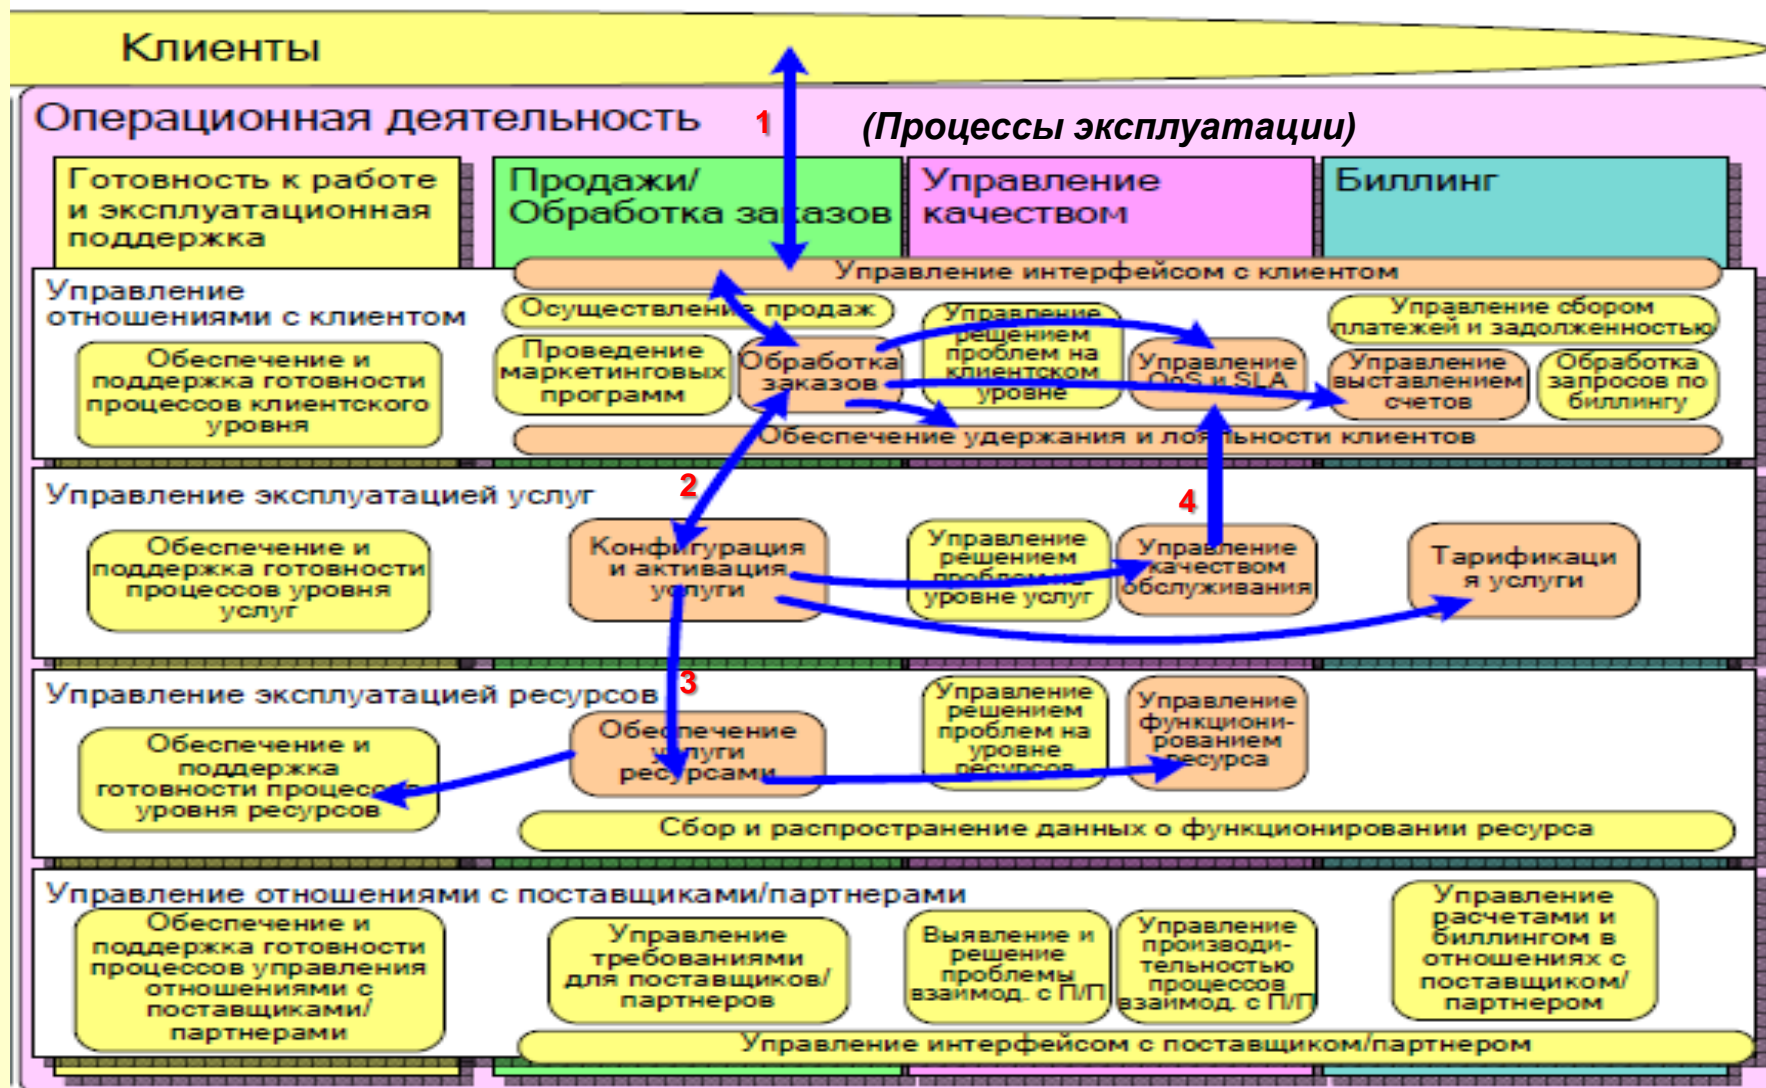 Клиенты
Операционная деятельность
1
(Процессы эксплуатации)
Готовность к работе
и эксплуатационная
поддержка
Продажи/
Обработка заказов
Управление
качеством
Биллинг
Управление интерфейсом с клиентом
Управление
отношениями с клиентом
Обеспечение и
поддержка готовности
процессов клиентского
уровня
Осуществление продаж
Проведение
маркетинговых
программ
Обработка
заказов
Управление
решением
проблем на
клиентском
уровне
Управление
QoS и SLA
Управление сбором
платежей и задолженностью
Управление
выставлением
счетов
Обработка
запросов по
биллингу
Обеспечение удержания и лояльности клиентов
2
4
Управление эксплуатацией услуг
Обеспечение и
поддержка готовности
процессов уровня
услуг
Конфигурация
и активация
услуги
Управление
решением
проблем на
уровне услуг
Управление
качеством
обслуживания
Тарификаци
я услуги
3
Управление эксплуатацией ресурсов
Обеспечение и
поддержка
готовности процессов
уровня ресурсов
Обеспечение
услуги
ресурсами
Управление
решением
проблем на
уровне
ресурсов
Управление
функциони-
рованием
ресурса
Сбор и распространение данных о функционировании ресурса
Управление отношениями с поставщиками/партнерами
Обеспечение и
поддержка готовности
процессов управления
отношениями с
поставщиками/
партнерами
Управление
требованиями
для поставщиков/
партнеров
Выявление и
решение
проблемы
взаимод. с П/П
Управление
производи-
тельностью
процессов
взаимод. с П/П
Управление
расчетами и
биллингом в
отношениях с
поставщиком/
партнером
Управление интерфейсом с поставщиком/партнером